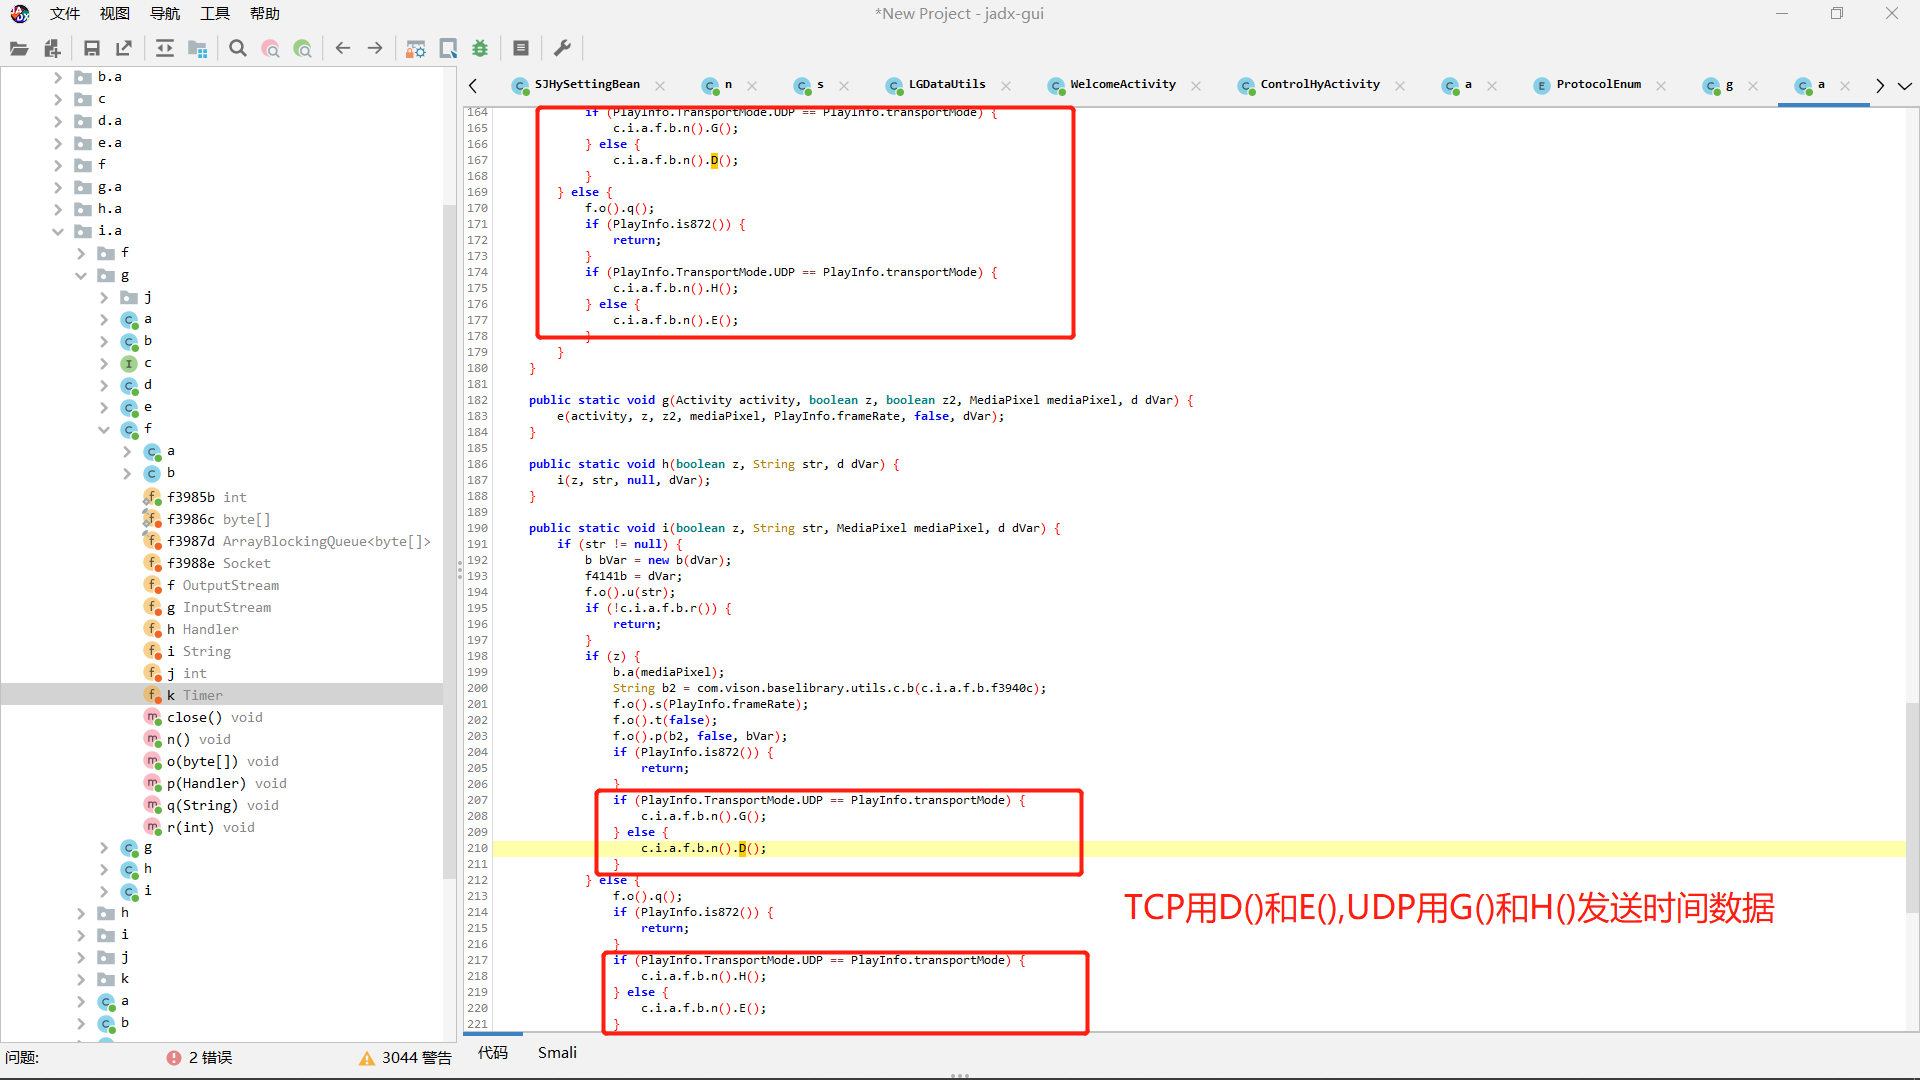 文件 视图 导航 工具 帮助
*New Project - jadx-gui
b.a
c
d.a
e.a
f
g.a
h.a
i.a
f
g
j
a
b
c
d
e
f
a
b
f3985b int
f3986c byte[]
f3987d ArrayBlockingQueue<byte[]>
f3988e Socket
f OutputStream
g InputStream
h Handler
i String
j int
k Timer
close() void
n() void
o(byte[]) void
p(Handler) void
q(String) void
r(int) void
g
h
i
h
i
j
k
a
b
问题: 2 错误 3044 警告
SJHySettingBean n s LGDataUtils WelcomeActivity ControlHyActivity a ProtocolEnum g a
164 if (PlayInfo.TransportMode.UDP == PlayInfo.transportMode) {
165 c.i.a.f.b.n().G();
166 } else {
167 c.i.a.f.b.n().D();
168 }
169 } else {
170 f.o().q();
171 if (PlayInfo.is872()) {
172 return;
173 }
174 if (PlayInfo.TransportMode.UDP == PlayInfo.transportMode) {
175 c.i.a.f.b.n().H();
176 } else {
177 c.i.a.f.b.n().E();
178 }
179 }
180 }
181
182 public static void g(Activity activity, boolean z, boolean z2, MediaPixel mediaPixel, d dVar) {
183 e(activity, z, z2, mediaPixel, PlayInfo.frameRate, false, dVar);
184 }
185
186 public static void h(boolean z, String str, d dVar) {
187 i(z, str, null, dVar);
188 }
189
190 public static void i(boolean z, String str, MediaPixel mediaPixel, d dVar) {
191 if (str != null) {
192 b bVar = new b(dVar);
193 f4141b = dVar;
194 f.o().u(str);
195 if (!c.i.a.f.b.r()) {
196 return;
197 }
198 if (z) {
199 b.a(mediaPixel);
200 String b2 = com.vison.baselibrary.utils.c.b(c.i.a.f.b.f3940c);
201 f.o().s(PlayInfo.frameRate);
202 f.o().t(false);
203 f.o().p(b2, false, bVar);
204 if (PlayInfo.is872()) {
205 return;
206 }
207 if (PlayInfo.TransportMode.UDP == PlayInfo.transportMode) {
208 c.i.a.f.b.n().G();
209 } else {
210 c.i.a.f.b.n().D();
211 }
212 } else {
213 f.o().q();
214 if (PlayInfo.is872()) {
215 return;
216 }
217 if (PlayInfo.TransportMode.UDP == PlayInfo.transportMode) {
218 c.i.a.f.b.n().H();
219 } else {
220 c.i.a.f.b.n().E();
221 }
TCP用D()和E(),UDP用G()和H()发送时间数据
代码 Smali